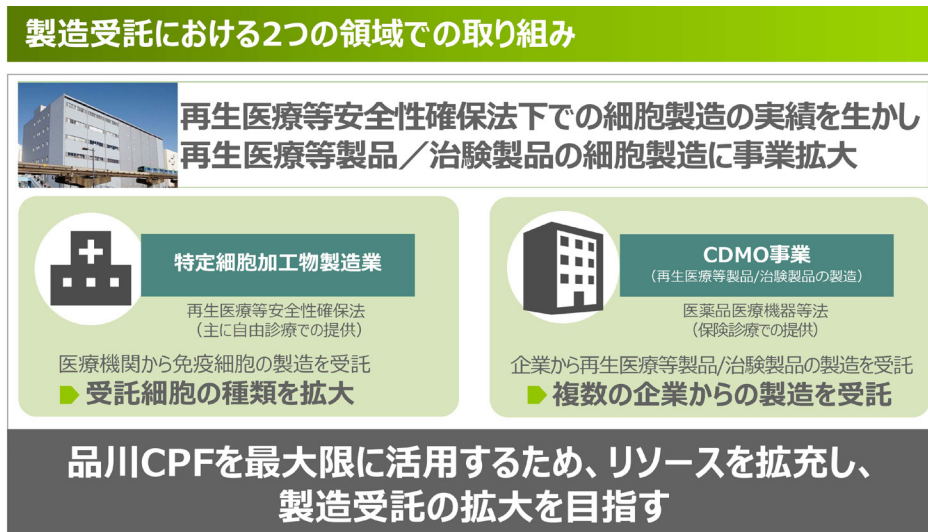 製造受託における2つの領域での取り組み
再生医療等安全性確保法下での細胞製造の実績を生かし
再生医療等製品／治験製品の細胞製造に事業拡大
特定細胞加工物製造業
再生医療等安全性確保法
（主に自由診療での提供）
医療機関から免疫細胞の製造を受託
受託細胞の種類を拡大
CDMO事業
（再生医療等製品/治験製品の製造）
医薬品医療機器等法
（保険診療での提供）
企業から再生医療等製品/治験製品の製造を受託
複数の企業からの製造を受託
品川CPFを最大限に活用するため、リソースを拡充し、
製造受託の拡大を目指す